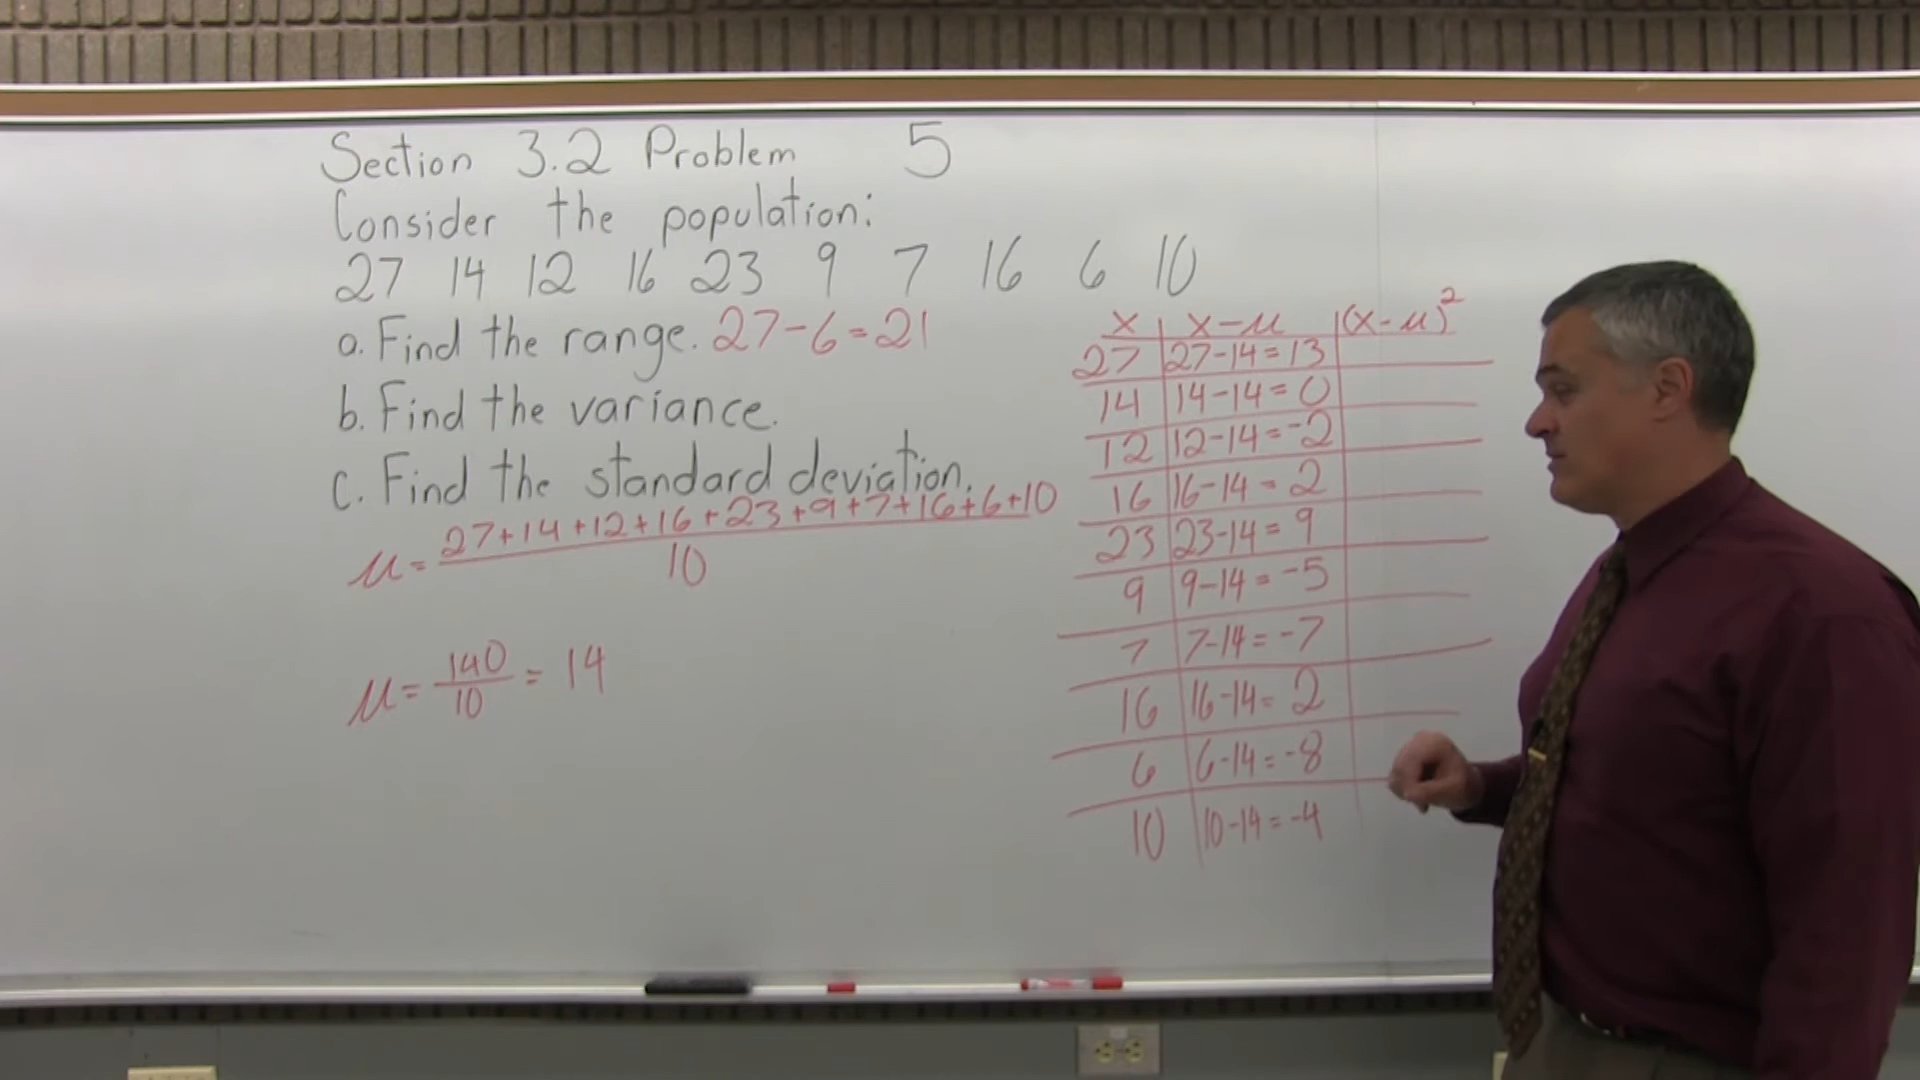 Section 3.2 Problem 5
Consider the population:
27 14 12 16 23 9 7 16 6 10
a. Find the range. 27-6=21
b. Find the variance.
c. Find the standard deviation.
μ= 27+14+12+16+23+9+7+16+6+10
10
μ= 140/10 = 14
x x-μ (x-μ)²
27 27-14=13
14 14-14=0
12 12-14=-2
16 16-14=2
23 23-14=9
9 9-14=-5
7 7-14=-7
16 16-14=2
6 6-14=-8
10 10-14=-4